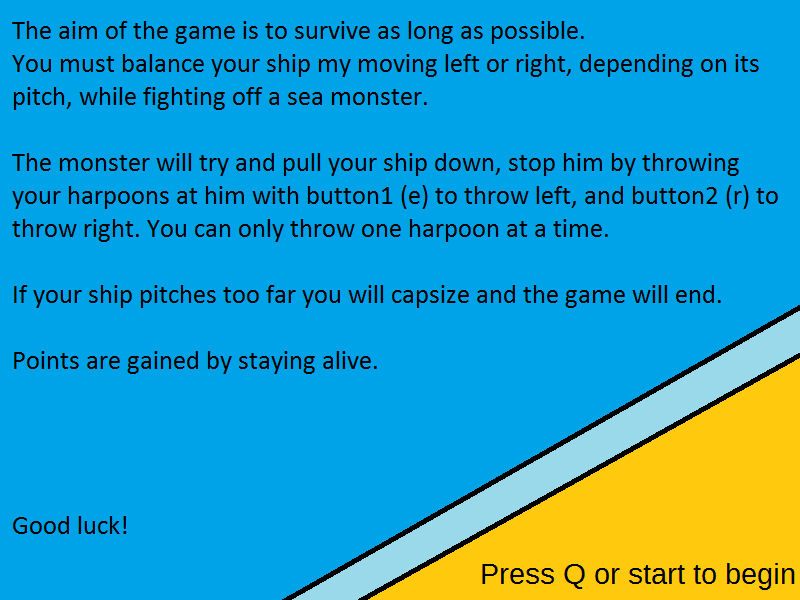 The aim of the game is to survive as long as possible.
You must balance your ship my moving left or right, depending on its
pitch, while fighting off a sea monster.
The monster will try and pull your ship down, stop him by throwing
your harpoons at him with button1 (e) to throw left, and button2 (r) to
throw right. You can only throw one harpoon at a time.
If your ship pitches too far you will capsize and the game will end.
Points are gained by staying alive.
Good luck!
Press Q or start to begin